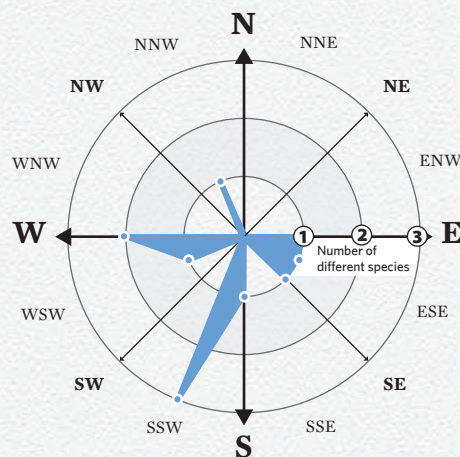 N
NNW
NNE
NW
NE
WNW
ENW
W
1
2
3
E
Number of
different species
WSW
ESE
SW
SE
SSW
SSE
S